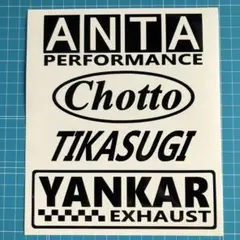 ANTA
PERFORMANCE
Chotto
TIKASUGI
YANKAR
EXHAUST